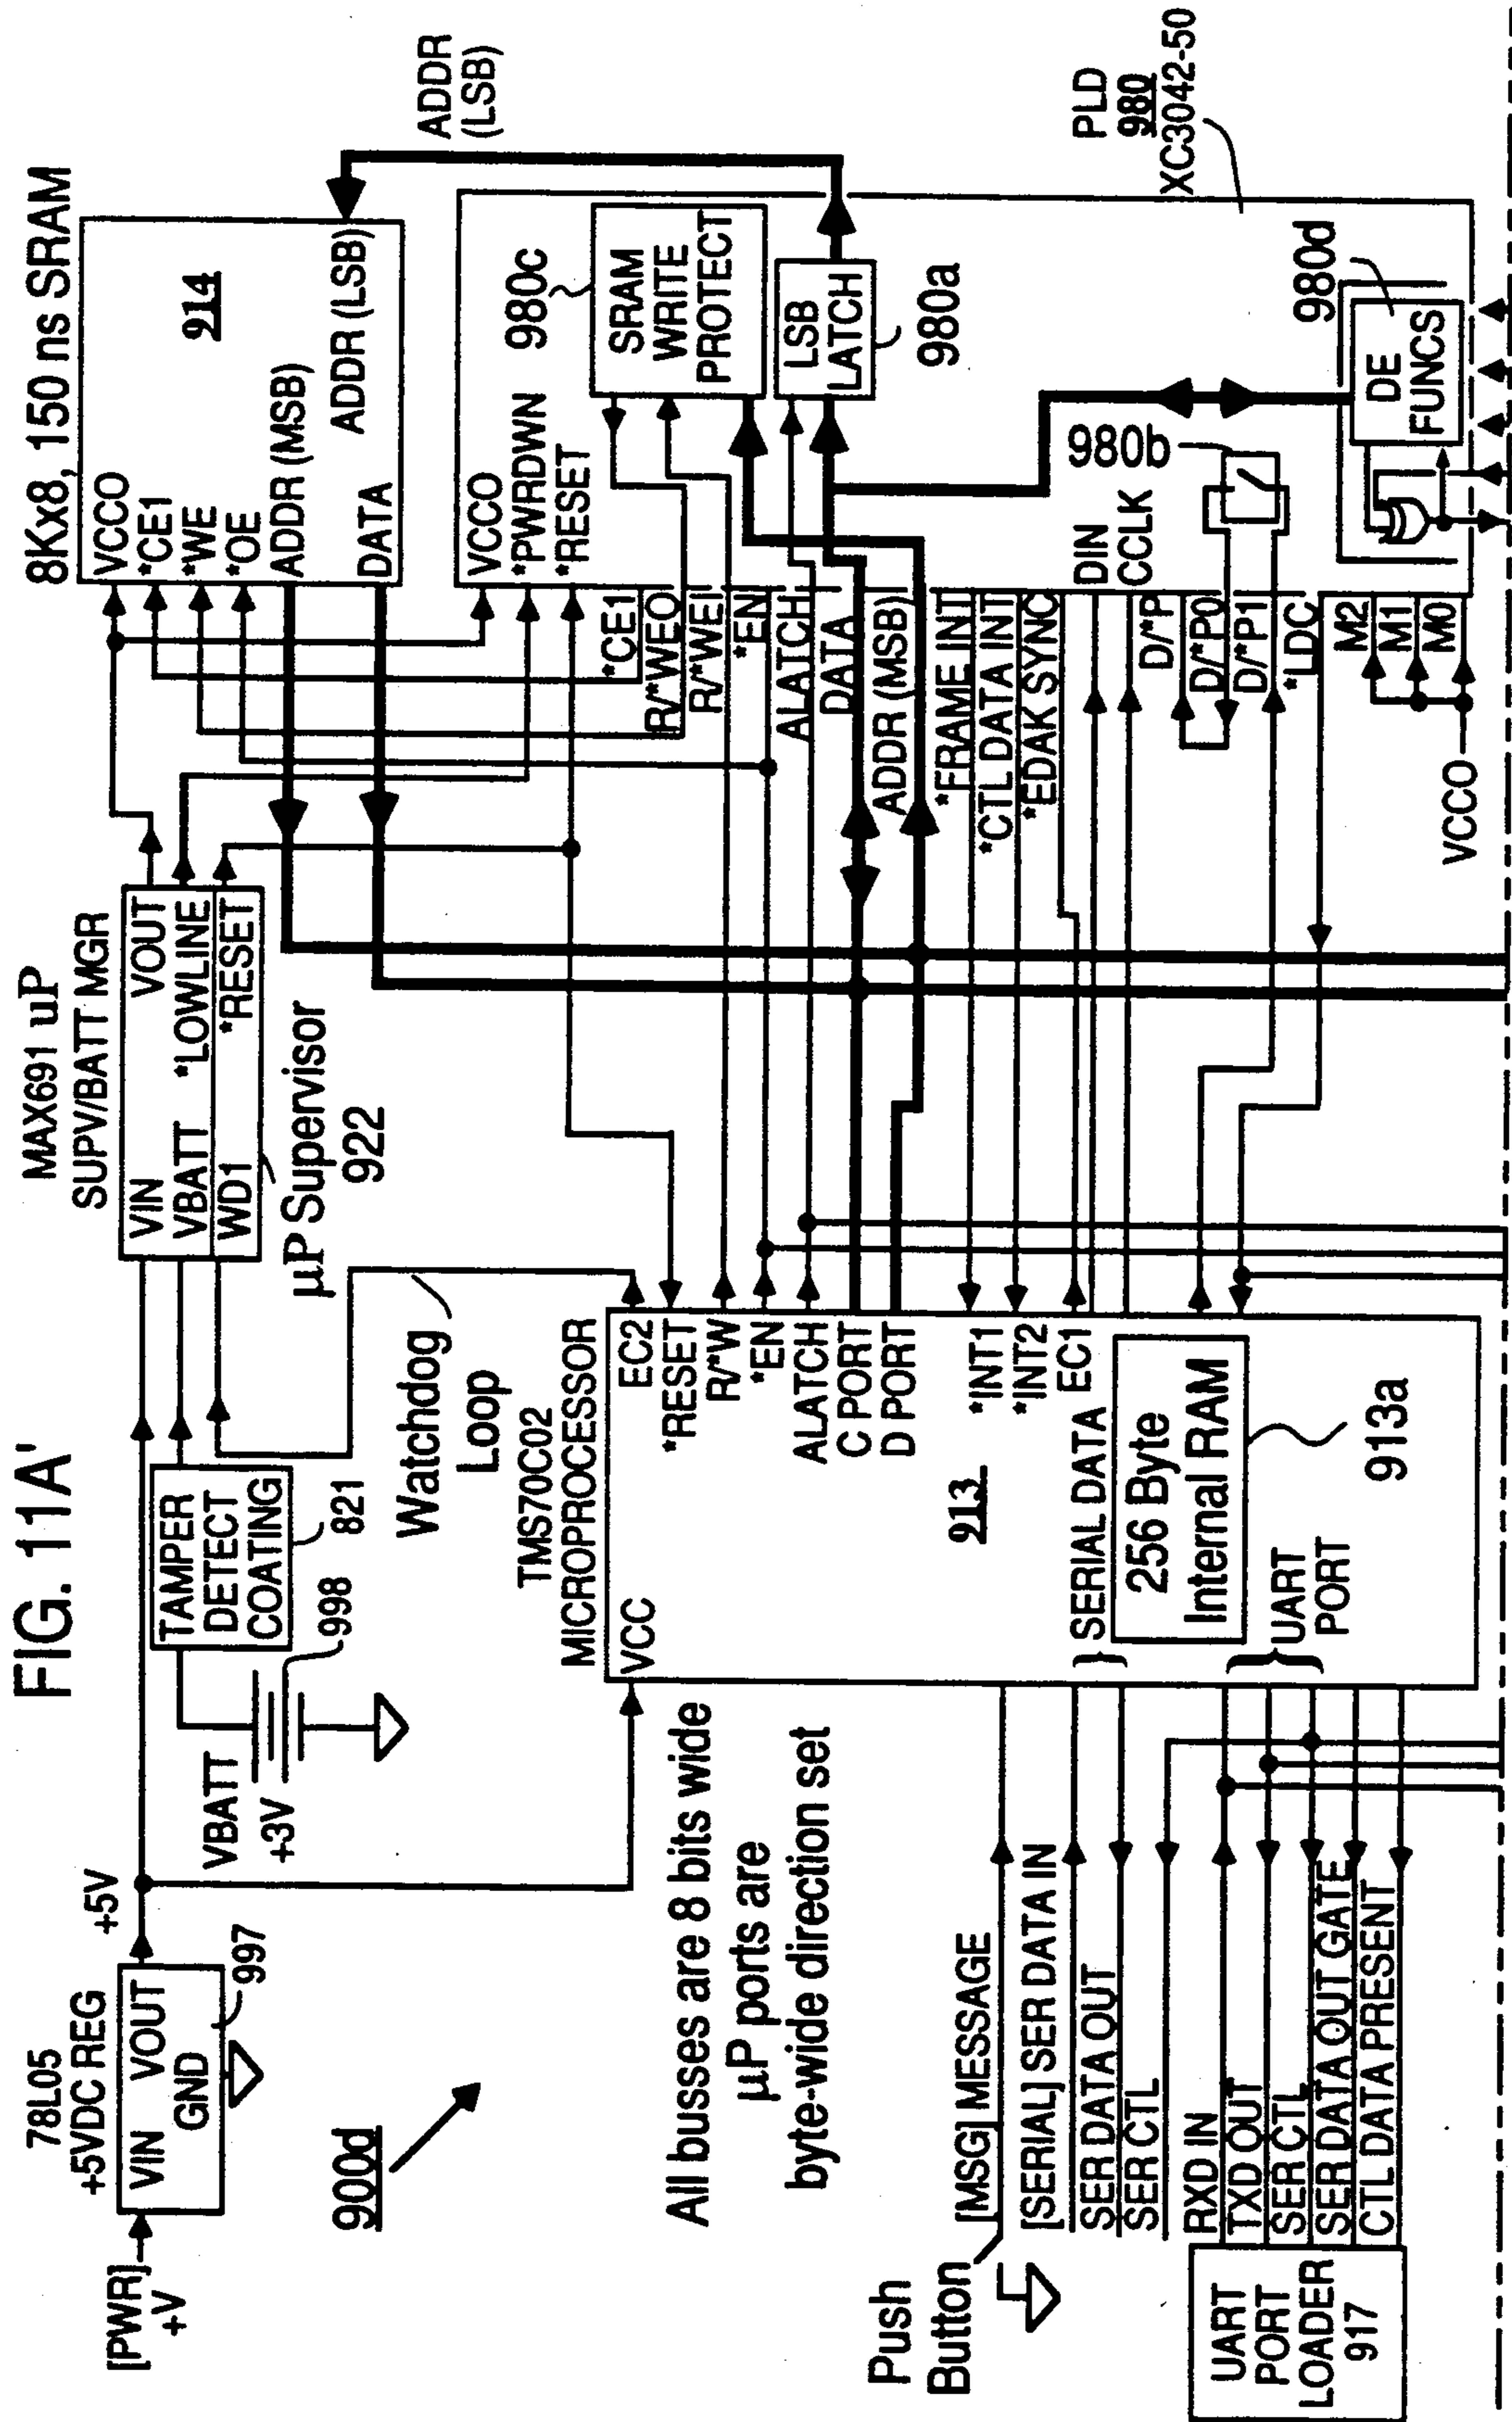 FIG. 11A'
[PWR]
+V
78L05
+5VDC REG
VIN VOUT
GND
997
+5V
VBATT
+3V
998
TAMPER
DETECT
COATING
821
MAX691 uP
SUPV/BATT MGR
VIN VOUT
VBATT *LOWLINE
WD1 *RESET
µP Supervisor
922
8Kx8, 150 ns SRAM
914
VCCO
*CE1
*WE
*OE
ADDR (MSB)
ADDR (LSB)
DATA
ADDR
(LSB)
900d
All busses are 8 bits wide
µP ports are
byte-wide direction set
Watchdog
Loop
TMS70C02
MICROPROCESSOR
VCC
EC2
*RESET
R/*W
*EN
ALATCH
C PORT
D PORT
*INT1
*INT2
EC1
913
SERIAL DATA
256 Byte
Internal RAM
913a
UART
PORT
Push
Button
[MSG] MESSAGE
[SERIAL] SER DATA IN
SER DATA OUT
SER CTL
RXD IN
TXD OUT
SER CTL
SER DATA OUT GATE
CTL DATA PRESENT
UART
PORT
LOADER
917
VCCO
*PWRDWN
*RESET
*CE1
R/*WEO
R/*WEI
*EN
ALATCH
DATA
ADDR (MSB)
*FRAME INT
*CTL DATA INT
*EDAK SYNC
DIN
CCLK
D/*P
D/*P0
D/*P1
*LDC
M2
M1
M0
VCCO
980c
SRAM
WRITE
PROTECT
LSB
LATCH
980a
980b
980d
DE
FUNCS
PLD
980
XC3042-50